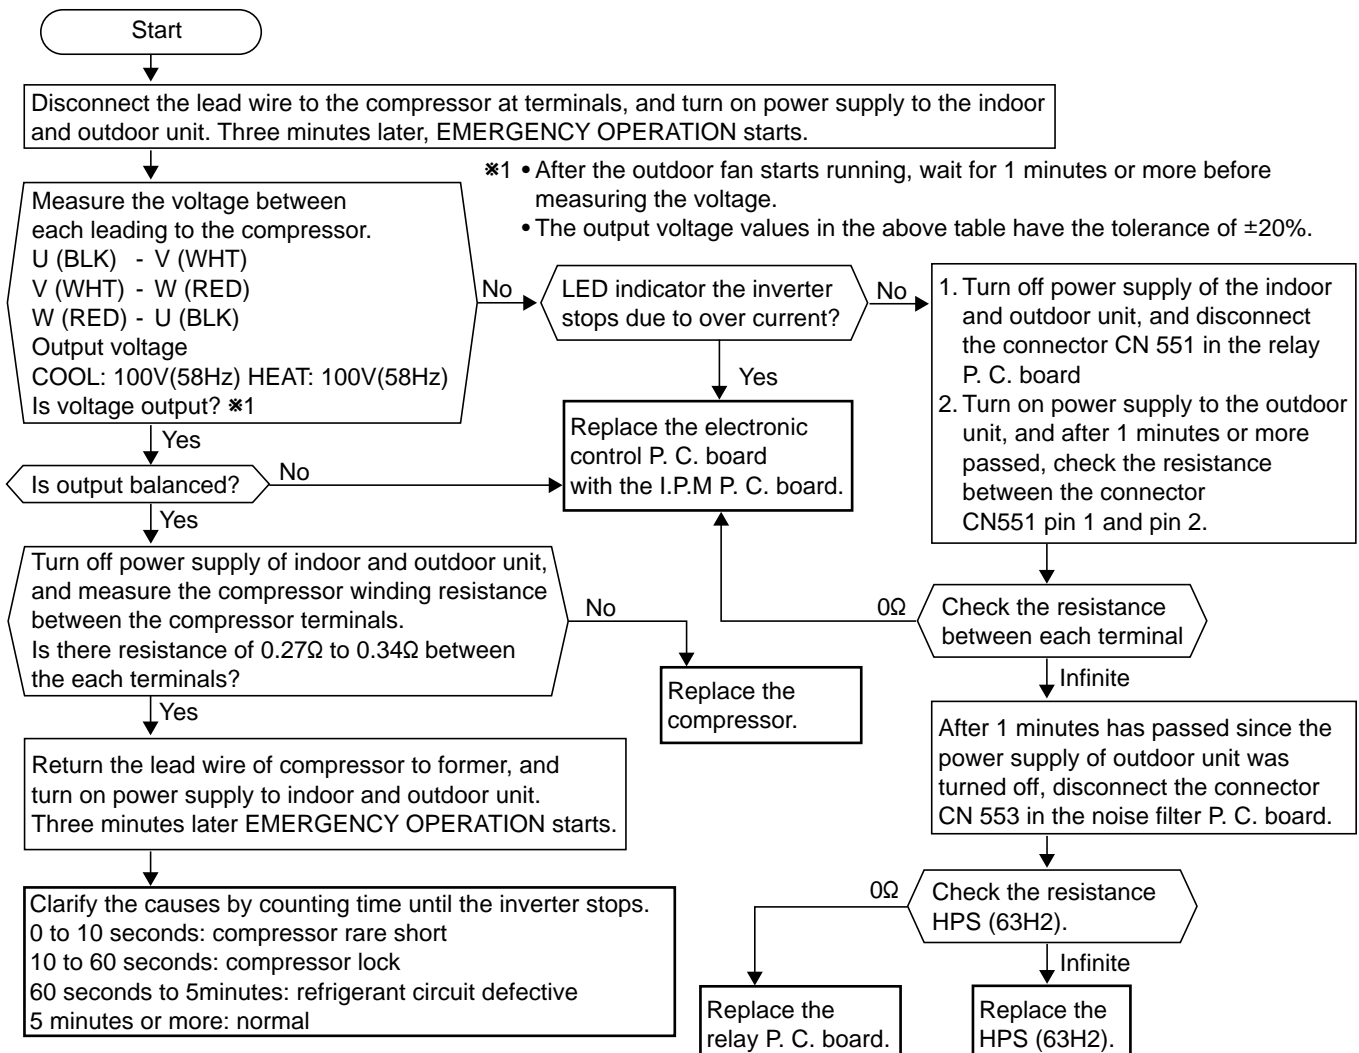 Start
Disconnect the lead wire to the compressor at terminals, and turn on power supply to the indoor
and outdoor unit. Three minutes later, EMERGENCY OPERATION starts.
※1 • After the outdoor fan starts running, wait for 1 minutes or more before
measuring the voltage.
• The output voltage values in the above table have the tolerance of ±20%.
Measure the voltage between
each leading to the compressor.
U (BLK) - V (WHT)
V (WHT) - W (RED)
W (RED) - U (BLK)
Output voltage
COOL: 100V(58Hz) HEAT: 100V(58Hz)
Is voltage output? ※1
No
LED indicator the inverter
stops due to over current?
No
1. Turn off power supply of the indoor
and outdoor unit, and disconnect
the connector CN 551 in the relay
P. C. board
2. Turn on power supply to the outdoor
unit, and after 1 minutes or more
passed, check the resistance
between the connector
CN551 pin 1 and pin 2.
Yes
Replace the electronic
control P. C. board
with the I.P.M P. C. board.
Yes
Is output balanced?
No
Yes
Turn off power supply of indoor and outdoor unit,
and measure the compressor winding resistance
between the compressor terminals.
Is there resistance of 0.27Ω to 0.34Ω between
the each terminals?
No
Replace the
compressor.
0Ω
Check the resistance
between each terminal
Infinite
Yes
Return the lead wire of compressor to former, and
turn on power supply to indoor and outdoor unit.
Three minutes later EMERGENCY OPERATION starts.
After 1 minutes has passed since the
power supply of outdoor unit was
turned off, disconnect the connector
CN 553 in the noise filter P. C. board.
Clarify the causes by counting time until the inverter stops.
0 to 10 seconds: compressor rare short
10 to 60 seconds: compressor lock
60 seconds to 5minutes: refrigerant circuit defective
5 minutes or more: normal
0Ω
Check the resistance
HPS (63H2).
Infinite
Replace the
relay P. C. board.
Replace the
HPS (63H2).